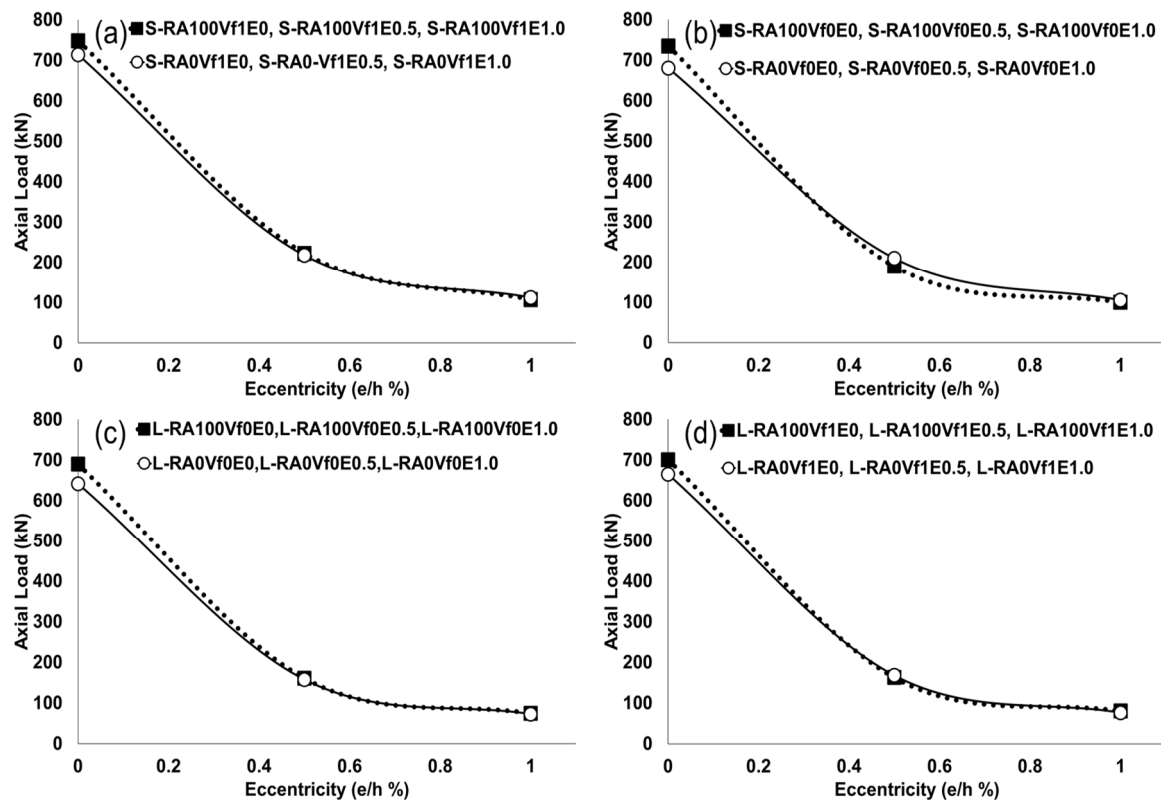 (a)
S-RA100Vf1E0, S-RA100Vf1E0.5, S-RA100Vf1E1.0
S-RA0Vf1E0, S-RA0-Vf1E0.5, S-RA0Vf1E1.0
800
700
600
500
400
300
200
100
0
Axial Load (kN)
0 0.2 0.4 0.6 0.8 1
Eccentricity (e/h %)
(b)
S-RA100Vf0E0, S-RA100Vf0E0.5, S-RA100Vf0E1.0
S-RA0Vf0E0, S-RA0Vf0E0.5, S-RA0Vf0E1.0
800
700
600
500
400
300
200
100
0
Axial Load (kN)
0 0.2 0.4 0.6 0.8 1
Eccentricity (e/h %)
(c)
L-RA100Vf0E0,L-RA100Vf0E0.5,L-RA100Vf0E1.0
L-RA0Vf0E0,L-RA0Vf0E0.5,L-RA0Vf0E1.0
800
700
600
500
400
300
200
100
0
Axial Load (kN)
0 0.2 0.4 0.6 0.8 1
Eccentricity (e/h %)
(d)
L-RA100Vf1E0, L-RA100Vf1E0.5, L-RA100Vf1E1.0
L-RA0Vf1E0, L-RA0Vf1E0.5, L-RA0Vf1E1.0
800
700
600
500
400
300
200
100
0
Axial Load (kN)
0 0.2 0.4 0.6 0.8 1
Eccentricity (e/h %)